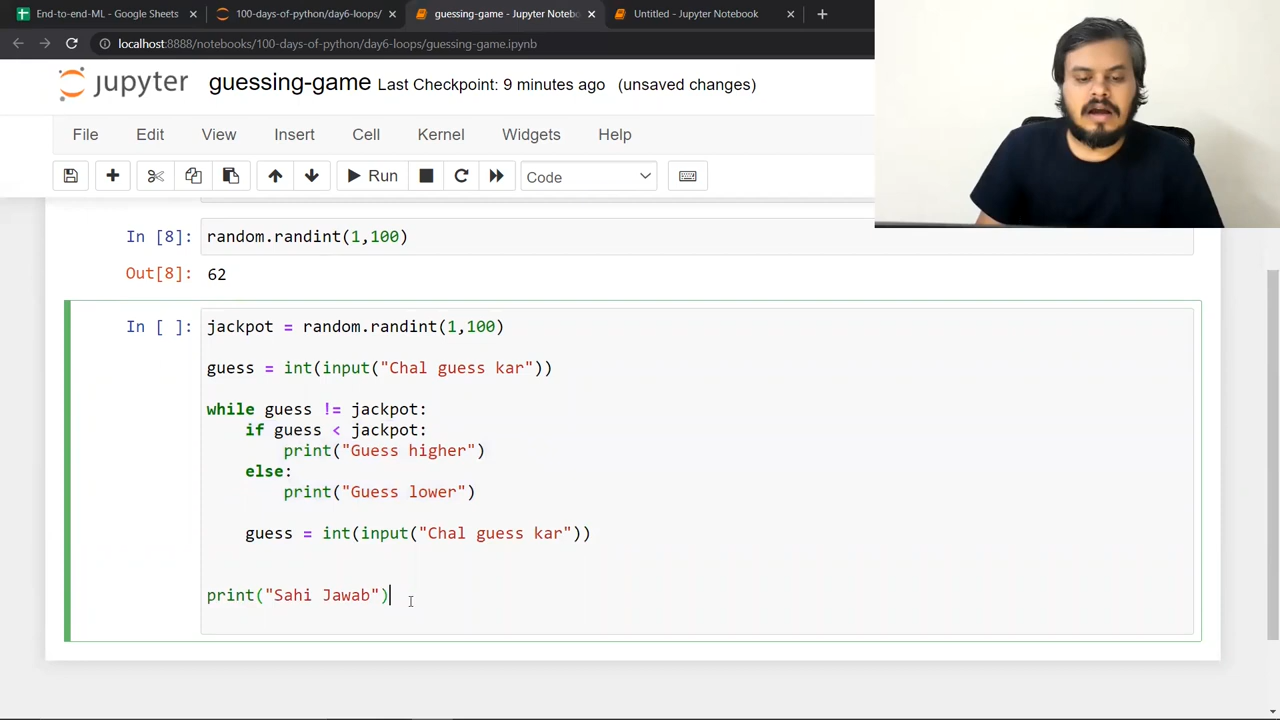 End-to-end-ML - Google Sheets
100-days-of-python/day6-loops/
guessing-game - Jupyter Notebo
Untitled - Jupyter Notebook
localhost:8888/notebooks/100-days-of-python/day6-loops/guessing-game.ipynb
jupyter guessing-game Last Checkpoint: 9 minutes ago (unsaved changes)
File Edit View Insert Cell Kernel Widgets Help
Run Code
In [8]: random.randint(1,100)
Out[8]: 62
In [ ]: jackpot = random.randint(1,100)
guess = int(input("Chal guess kar"))
while guess != jackpot:
if guess < jackpot:
print("Guess higher")
else:
print("Guess lower")
guess = int(input("Chal guess kar"))
print("Sahi Jawab")